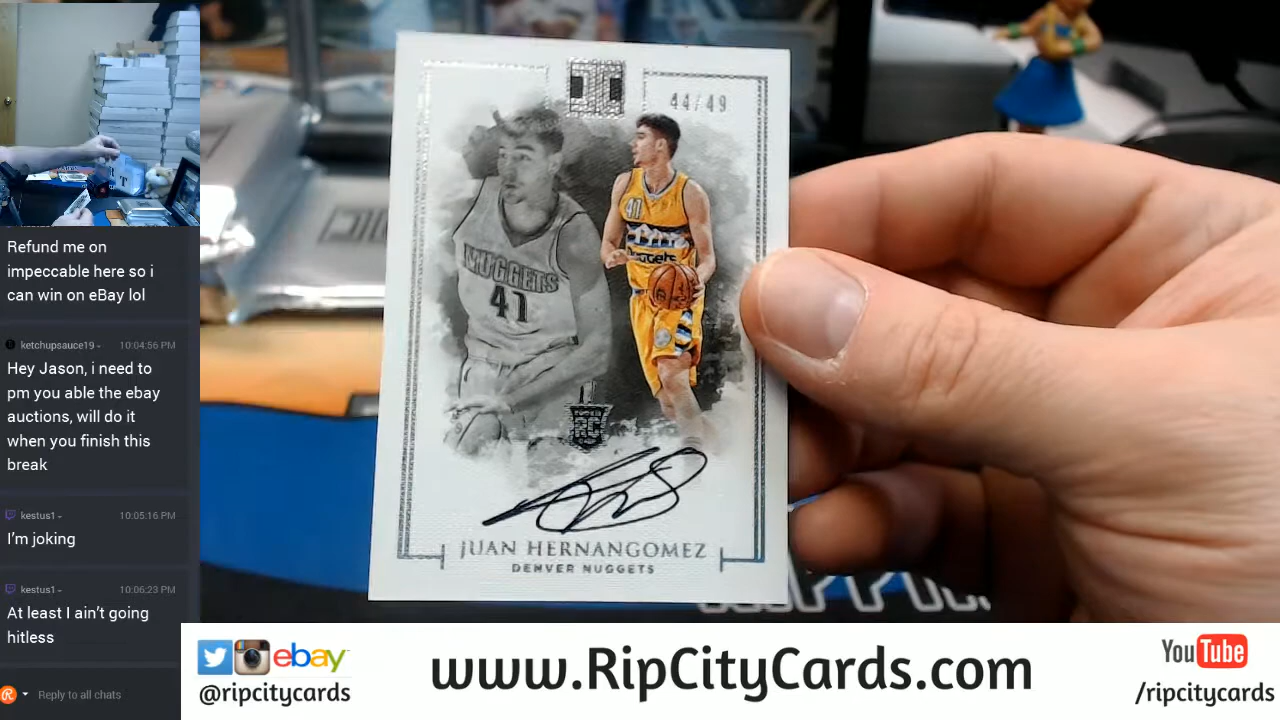 Refund me on
impeccable here so i
can win on eBay lol
ketchupsauce19
10:04:56 PM
Hey Jason, i need to
pm you able the ebay
auctions, will do it
when you finish this
break
kestus1
10:05:16 PM
I'm joking
kestus1
10:06:23 PM
At least I ain't going
hitless
Reply to all chats
44/49
NUGGETS
41
41
Nuggets
RC
JUAN HERNANGOMEZ
DENVER NUGGETS
ebay
@ripcitycards
www.RipCityCards.com
YouTube
/ripcitycards